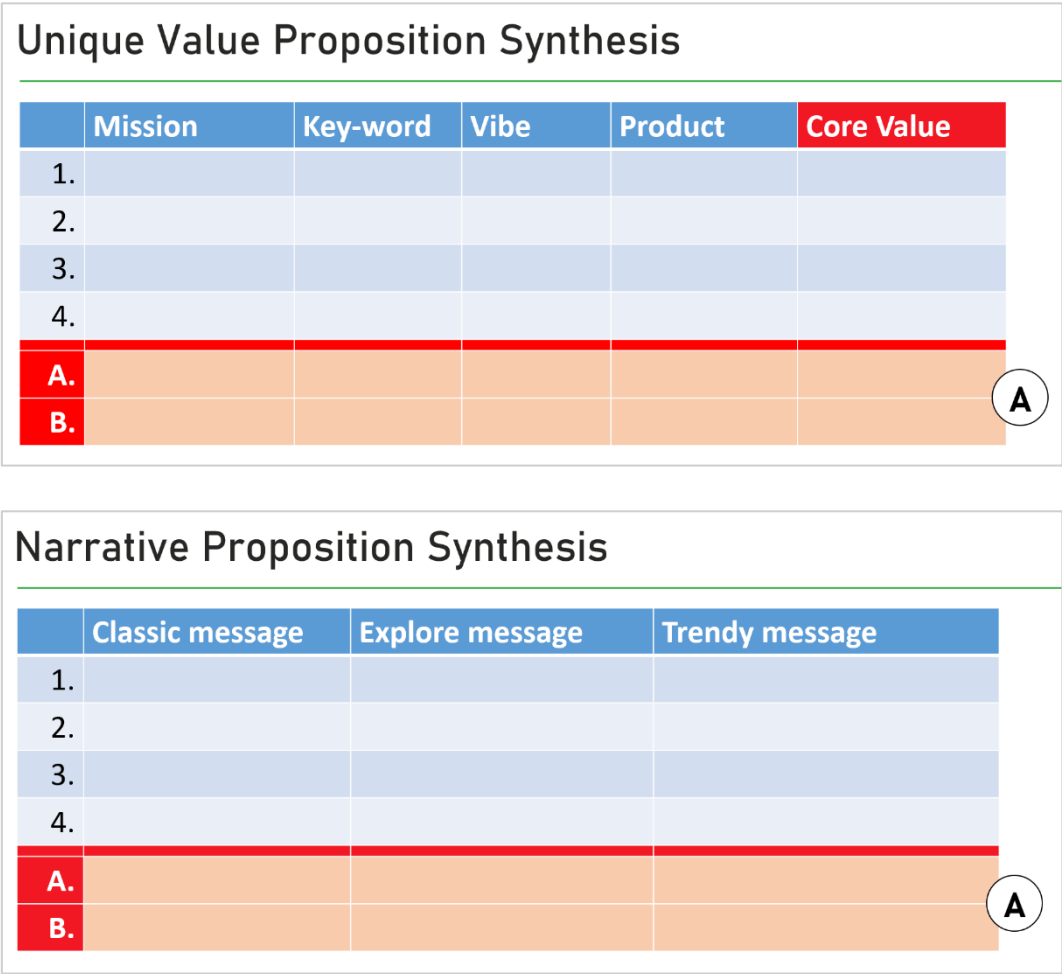 Unique Value Proposition Synthesis
Mission Key-word Vibe Product Core Value
1.
2.
3.
4.
A.
B.
A
Narrative Proposition Synthesis
Classic message Explore message Trendy message
1.
2.
3.
4.
A.
B.
A